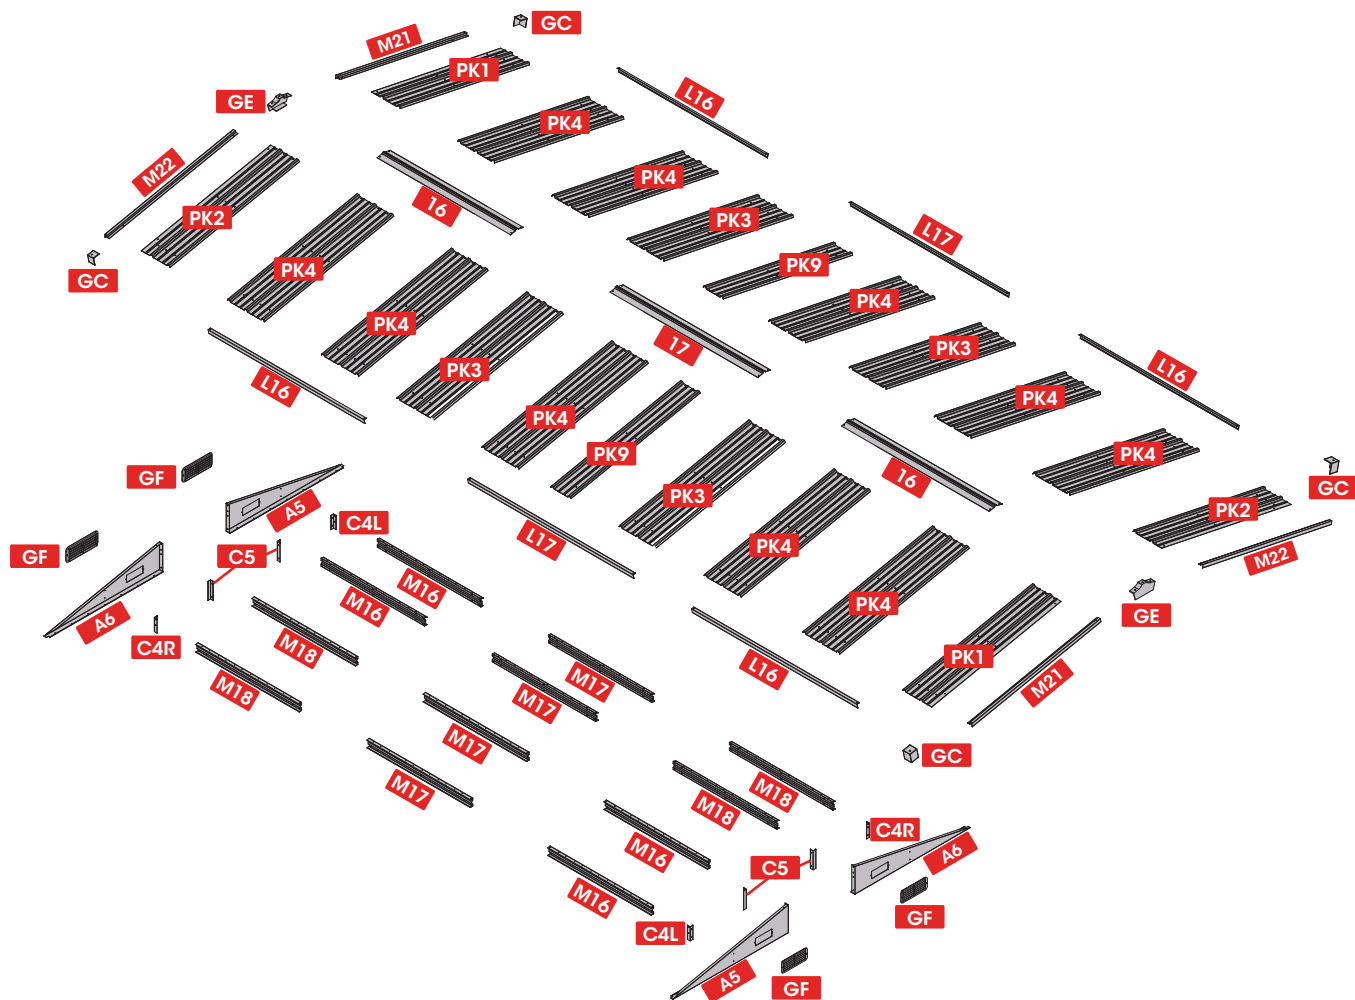 GC
M21
PK1
GE
L16
PK4
M22
PK4
16
PK2
PK3
L17
GC
PK4
PK9
PK4
PK4
17
PK3
PK3
L16
L16
PK4
PK4
PK9
PK4
16
GF
PK3
GC
A5
PK2
C4L
L17
GF
C5
M22
M16
PK4
M16
GE
A6
PK4
C4R
M18
L16
PK1
M17
M18
M21
M17
M17
GC
M17
M18
M18
C4R
M16
A6
C5
M16
GF
C4L
A5
GF